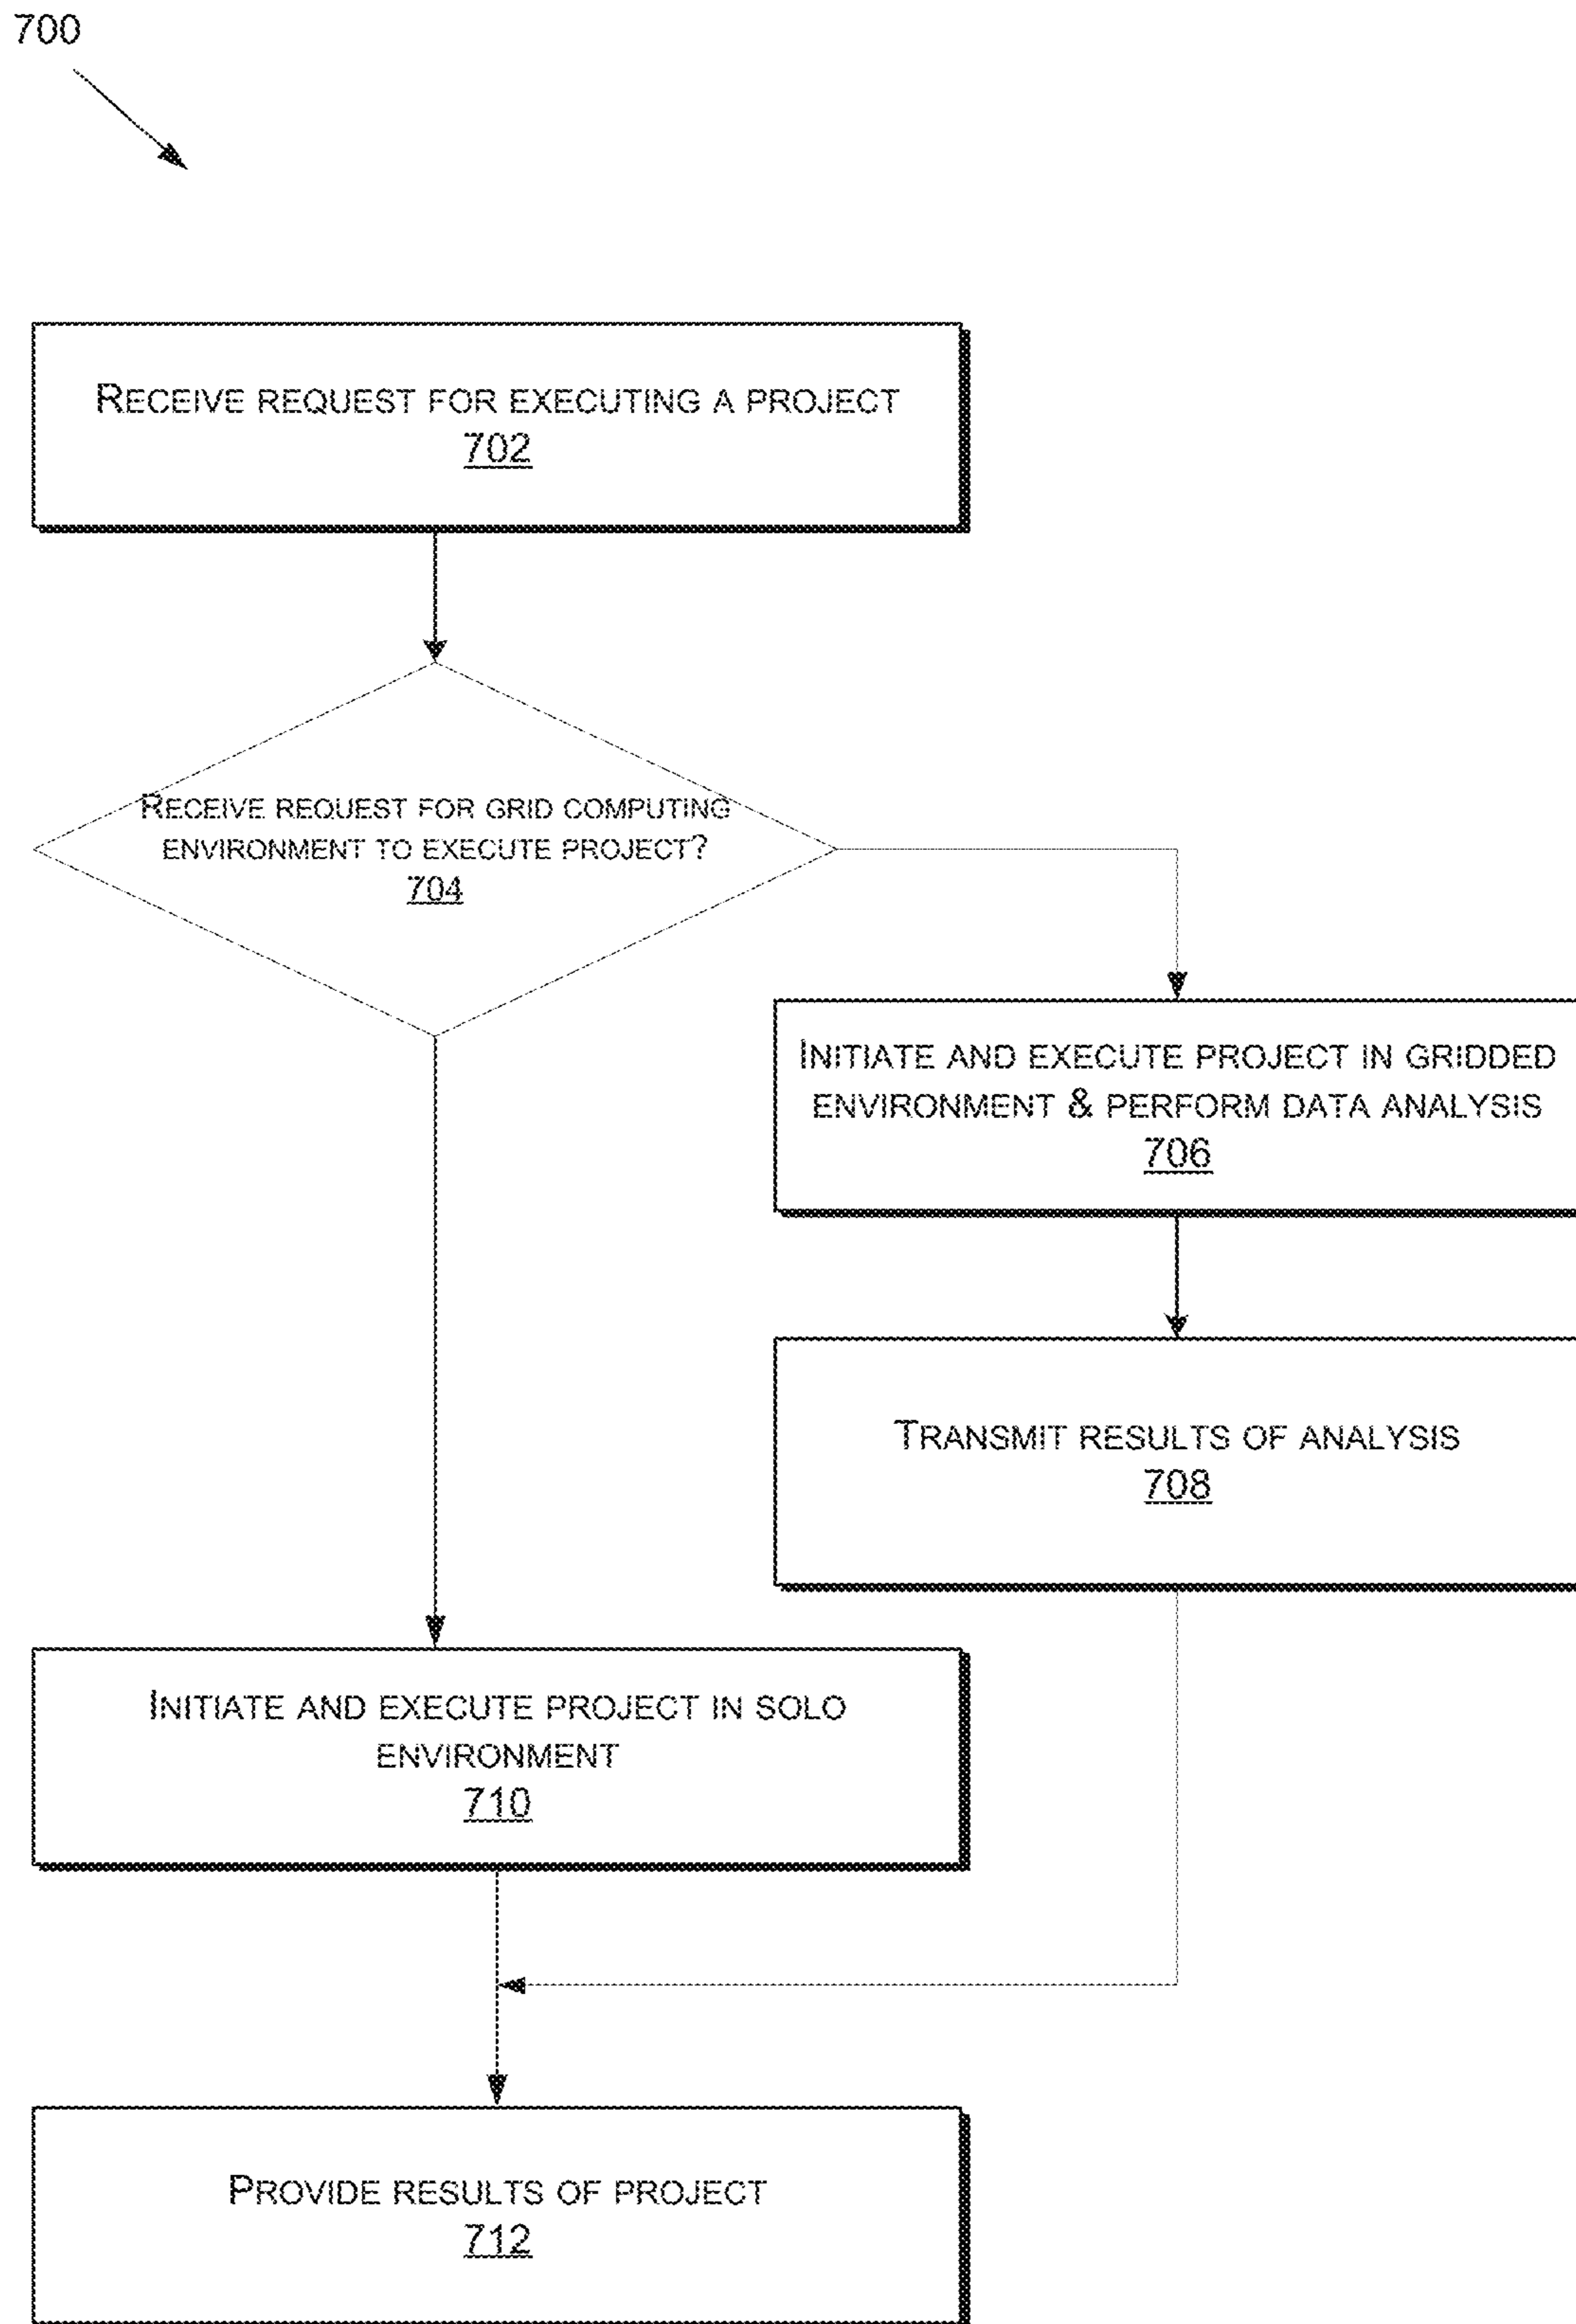 700
RECEIVE REQUEST FOR EXECUTING A PROJECT
702
RECEIVE REQUEST FOR GRID COMPUTING
ENVIRONMENT TO EXECUTE PROJECT?
704
INITIATE AND EXECUTE PROJECT IN GRIDDED
ENVIRONMENT & PERFORM DATA ANALYSIS
706
TRANSMIT RESULTS OF ANALYSIS
708
INITIATE AND EXECUTE PROJECT IN SOLO
ENVIRONMENT
710
PROVIDE RESULTS OF PROJECT
712